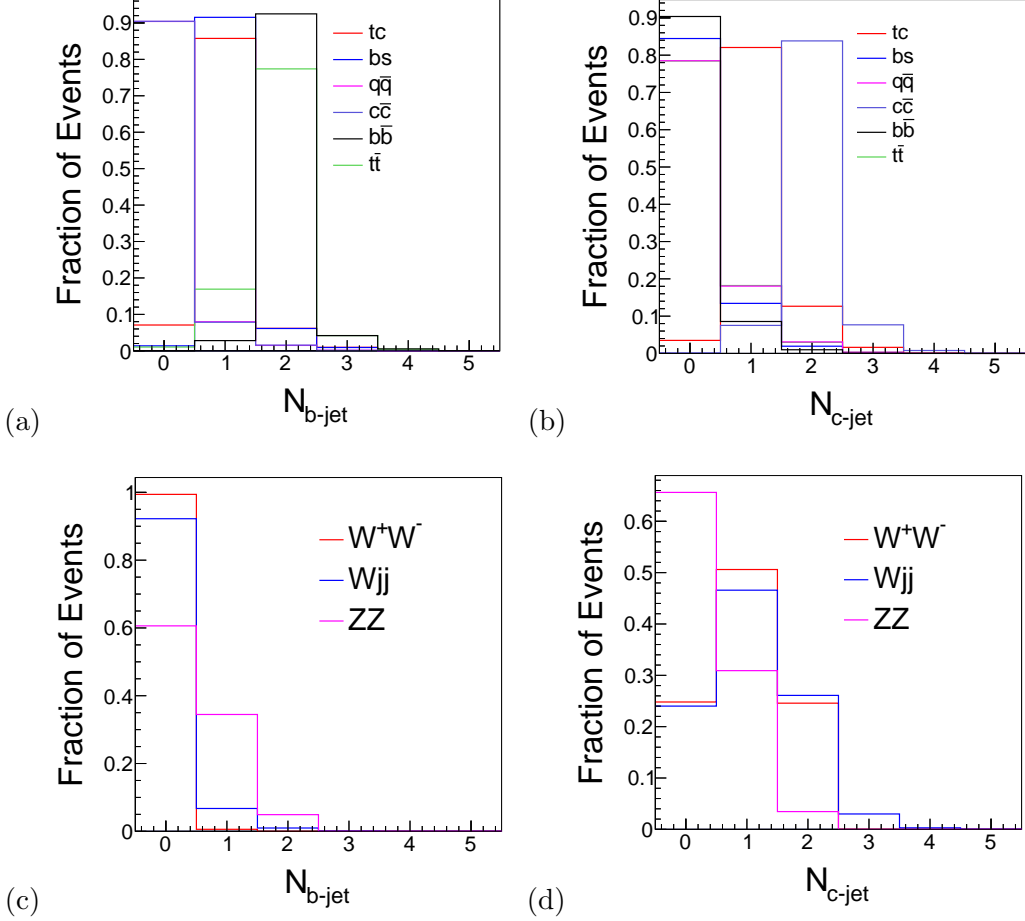 Fraction of Events
0.9
0.8
0.7
0.6
0.5
0.4
0.3
0.2
0.1
0
0 1 2 3 4 5
N_b-jet
tc
bs
qq̄
cc̄
bb̄
tt̄
(a)
Fraction of Events
0.9
0.8
0.7
0.6
0.5
0.4
0.3
0.2
0.1
0
0 1 2 3 4 5
N_c-jet
tc
bs
qq̄
cc̄
bb̄
tt̄
(b)
Fraction of Events
1
0.8
0.6
0.4
0.2
0
0 1 2 3 4 5
N_b-jet
W⁺W⁻
Wjj
ZZ
(c)
Fraction of Events
0.6
0.5
0.4
0.3
0.2
0.1
0
0 1 2 3 4 5
N_c-jet
W⁺W⁻
Wjj
ZZ
(d)